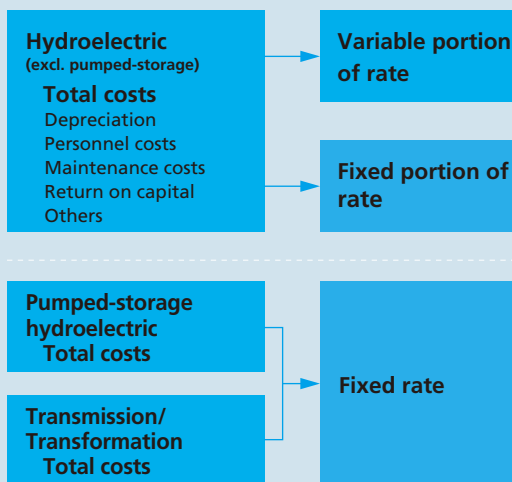 Hydroelectric
(excl. pumped-storage)
Total costs
Depreciation
Personnel costs
Maintenance costs
Return on capital
Others
Variable portion
of rate
Fixed portion of
rate
Pumped-storage
hydroelectric
Total costs
Transmission/
Transformation
Total costs
Fixed rate